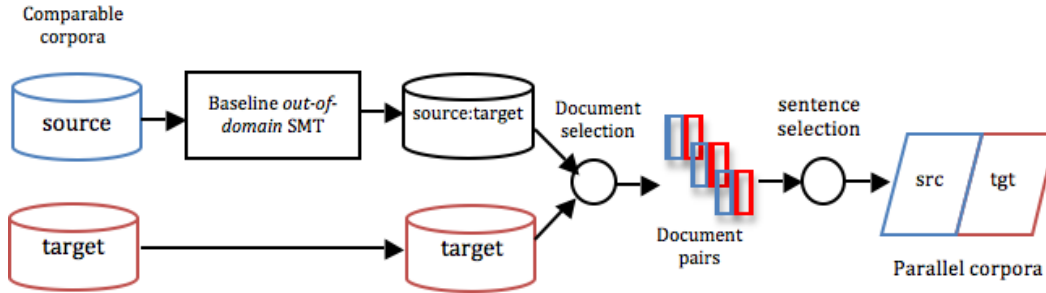 Comparable
corpora
source
Baseline out-of-
domain SMT
source:target
Document
selection
sentence
selection
src
tgt
target
target
Document
pairs
Parallel corpora